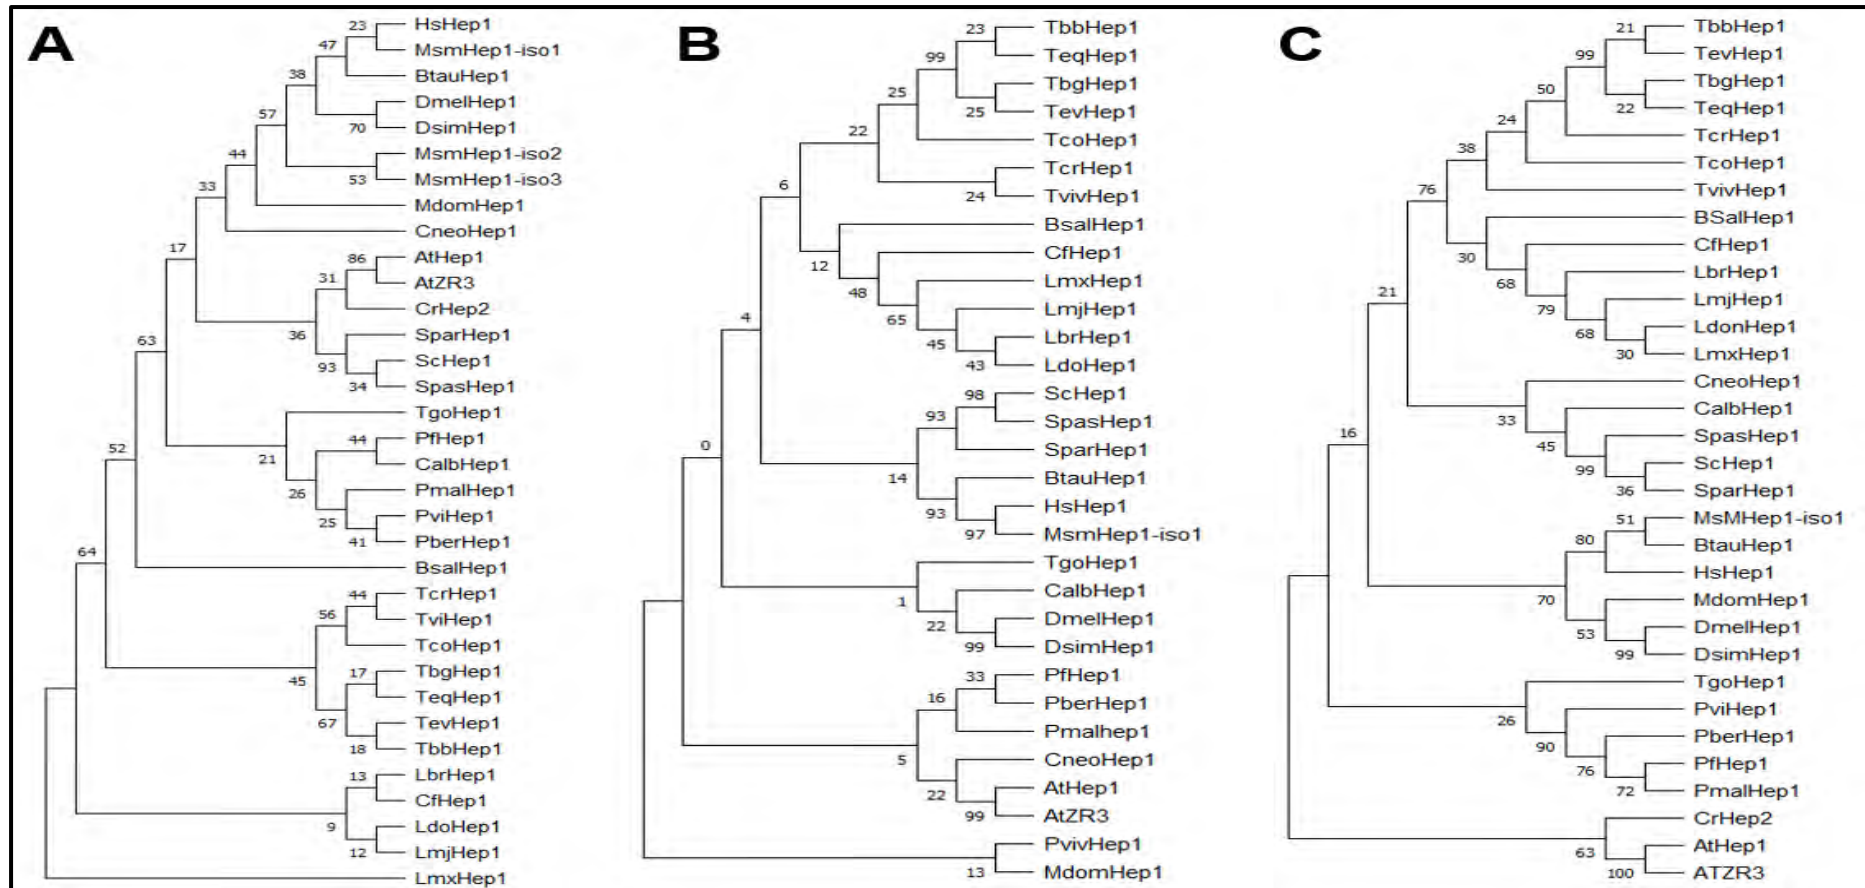 A
23
HsHep1
MsmHep1-iso1
47
BtauHep1
38
DmelHep1
70
DsimHep1
57
MsmHep1-iso2
53
MsmHep1-iso3
44
MdomHep1
33
CneoHep1
17
86
AtHep1
AtZR3
31
CrHep2
36
SparHep1
93
ScHep1
34
SpasHep1
63
TgoHep1
21
44
PfHep1
CalbHep1
26
PmalHep1
25
PviHep1
41
PberHep1
52
BsalHep1
64
44
TcrHep1
TviHep1
56
TcoHep1
45
17
TbgHep1
TeqHep1
67
TevHep1
18
TbbHep1
13
LbrHep1
CfHep1
9
LdoHep1
12
LmjHep1
LmxHep1
B
23
TbbHep1
TeqHep1
99
TbgHep1
25
TevHep1
25
TcoHep1
22
TcrHep1
24
TvivHep1
6
BsalHep1
12
CfHep1
48
LmxHep1
65
LmjHep1
45
LbrHep1
43
LdoHep1
4
98
ScHep1
SpasHep1
93
SparHep1
14
BtauHep1
93
HsHep1
97
MsmHep1-iso1
0
TgoHep1
1
CalbHep1
22
DmelHep1
99
DsimHep1
33
PfHep1
PberHep1
16
Pmalhep1
5
CneoHep1
22
AtHep1
99
AtZR3
PvivHep1
13
MdomHep1
C
21
TbbHep1
TevHep1
99
TbgHep1
22
TeqHep1
50
TcrHep1
24
TcoHep1
38
TvivHep1
76
BSalHep1
30
CfHep1
68
LbrHep1
79
LmjHep1
68
LdonHep1
30
LmxHep1
21
CneoHep1
33
CalbHep1
45
SpasHep1
99
ScHep1
36
SparHep1
16
51
MsMHep1-iso1
BtauHep1
80
HsHep1
70
MdomHep1
53
DmelHep1
99
DsimHep1
TgoHep1
26
PviHep1
90
PberHep1
76
PfHep1
72
PmalHep1
CrHep2
63
AtHep1
100
ATZR3